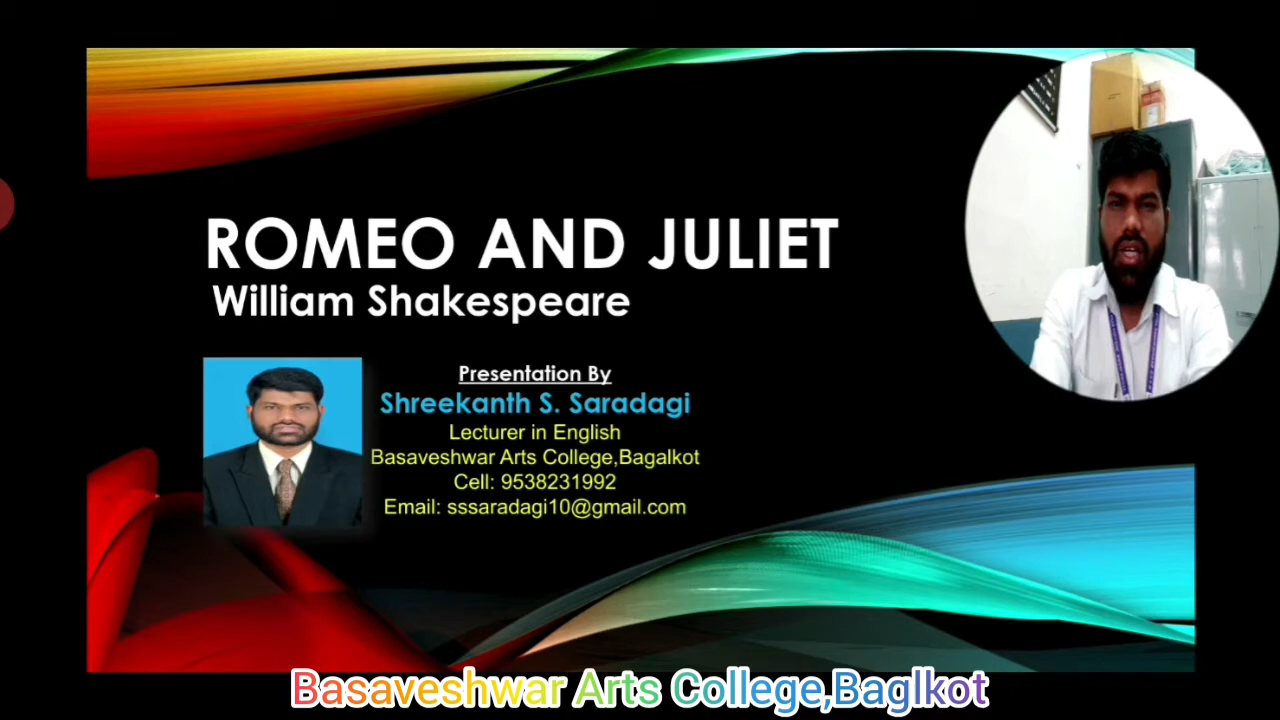 ROMEO AND JULIET
William Shakespeare
Presentation By
Shreekanth S. Saradagi
Lecturer in English
Basaveshwar Arts College,Bagalkot
Cell: 9538231992
Email: sssaradagi10@gmail.com
Basaveshwar Arts College,Baglkot